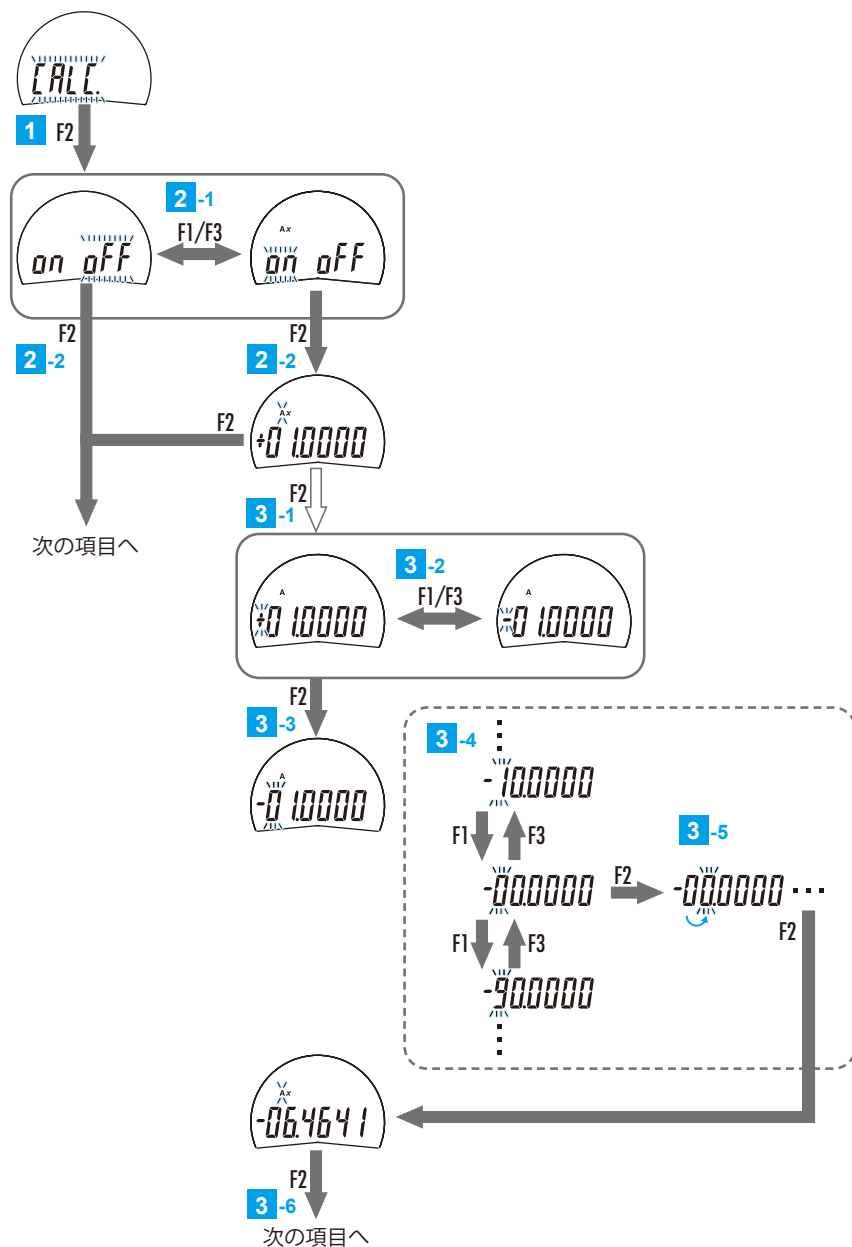 CALC.
1 F2
2 -1
F1/F3
on oFF
Ax
on oFF
F2
2 -2
F2
2 -2
F2
Ax
+01.0000
F2
3 -1
次の項目へ
3 -2
F1/F3
A
+01.0000
A
-01.0000
F2
3 -3
A
-01.0000
3 -4
-10.0000
F1 F3
3 -5
-00.0000
F2
-00.0000 ···
F2
F1 F3
-90.0000
Ax
-06.4641
F2
3 -6
次の項目へ